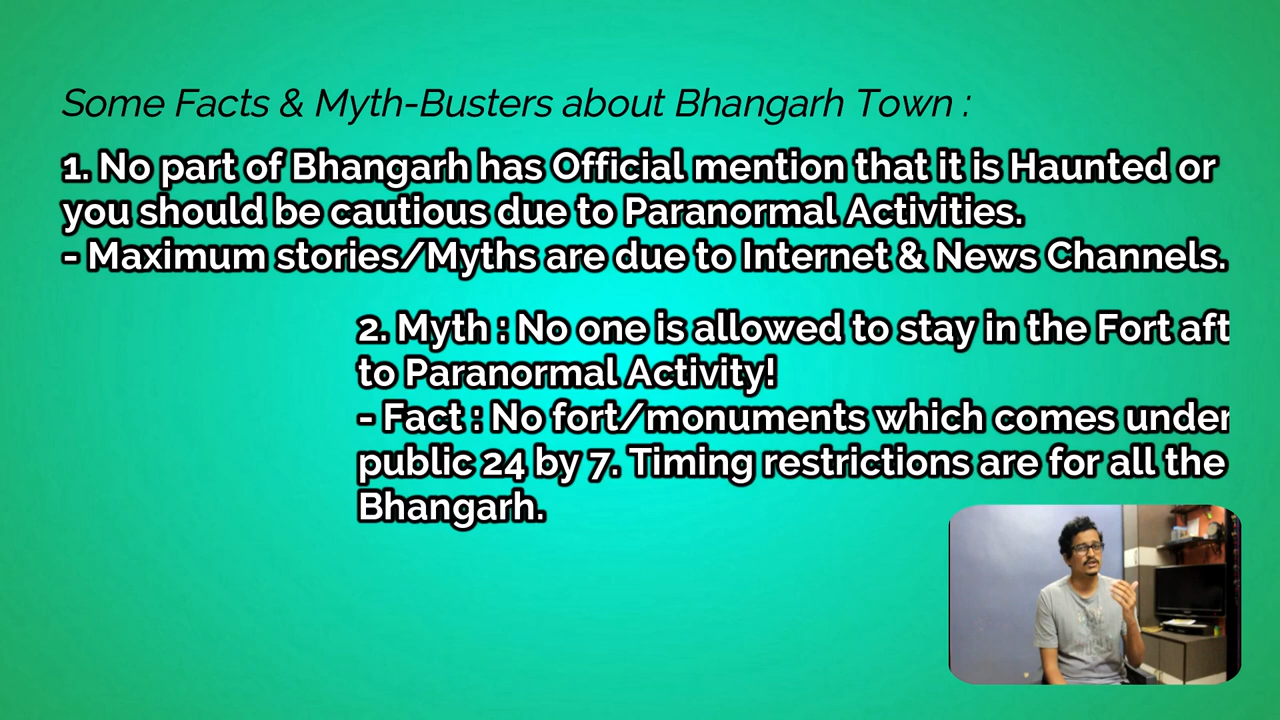 Some Facts & Myth-Busters about Bhangarh Town :
1. No part of Bhangarh has Official mention that it is Haunted or
you should be cautious due to Paranormal Activities.
- Maximum stories/Myths are due to Internet & News Channels.
2. Myth : No one is allowed to stay in the Fort
to Paranormal Activity!
- Fact : No fort/monuments which comes under
public 24 by 7. Timing restrictions are for all the
Bhangarh.